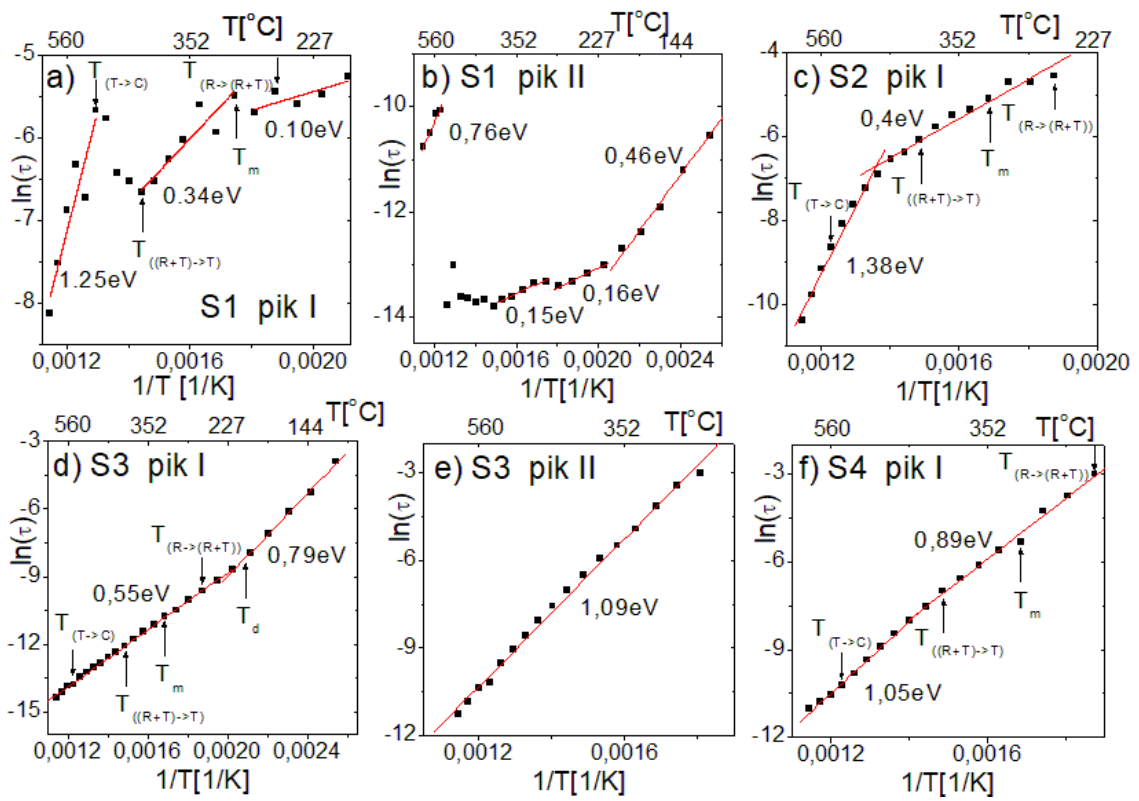 T[°C]
560 352 227
-5
a) T(T->C) T(R->(R+T))
-6
0.10eV
Tm
0.34eV
ln(τ)
-7
T((R+T)->T)
1.25eV
-8
S1 pik I
0,0012 0,0016 0,0020
1/T [1/K]
T[°C]
560 352 227 144
b) S1 pik II
-10
0,76
0,46
ln(τ)
-12
0,16eV
0,15eV
-14
0,0012 0,0016 0,0020 0,0024
1/T[1/K]
T[°C]
560 352 227
-4
c) S2 pik I
0,4eV
T(R->(R+T))
-6
Tm
ln(τ)
T((R+T)->T)
T(T->C)
-8
1,38eV
-10
0,0012 0,0016 0,0020
1/T[1/K]
T[°C]
560 352 227 144
-3
d) S3 pik I
-6
T(R->(R+T))
0,79eV
ln(τ)
-9
0,55eV
Td
T(T->C)
-12
Tm
T((R+T)->T)
-15
0,0012 0,0016 0,0020 0,0024
1/T[1/K]
T[°C]
560 352
e) S3 pik II
-3
ln(τ)
-6
1,09eV
-9
-12
0,0012 0,0016
1/T[1/K]
T[°C]
560 352
f) S4 pik I
T(R->(R+T))
-3
0,89eV
ln(τ)
-6
Tm
T((R+T)->T)
T(T->C)
-9
1,05eV
-12
0,0012 0,0016
1/T[1/K]